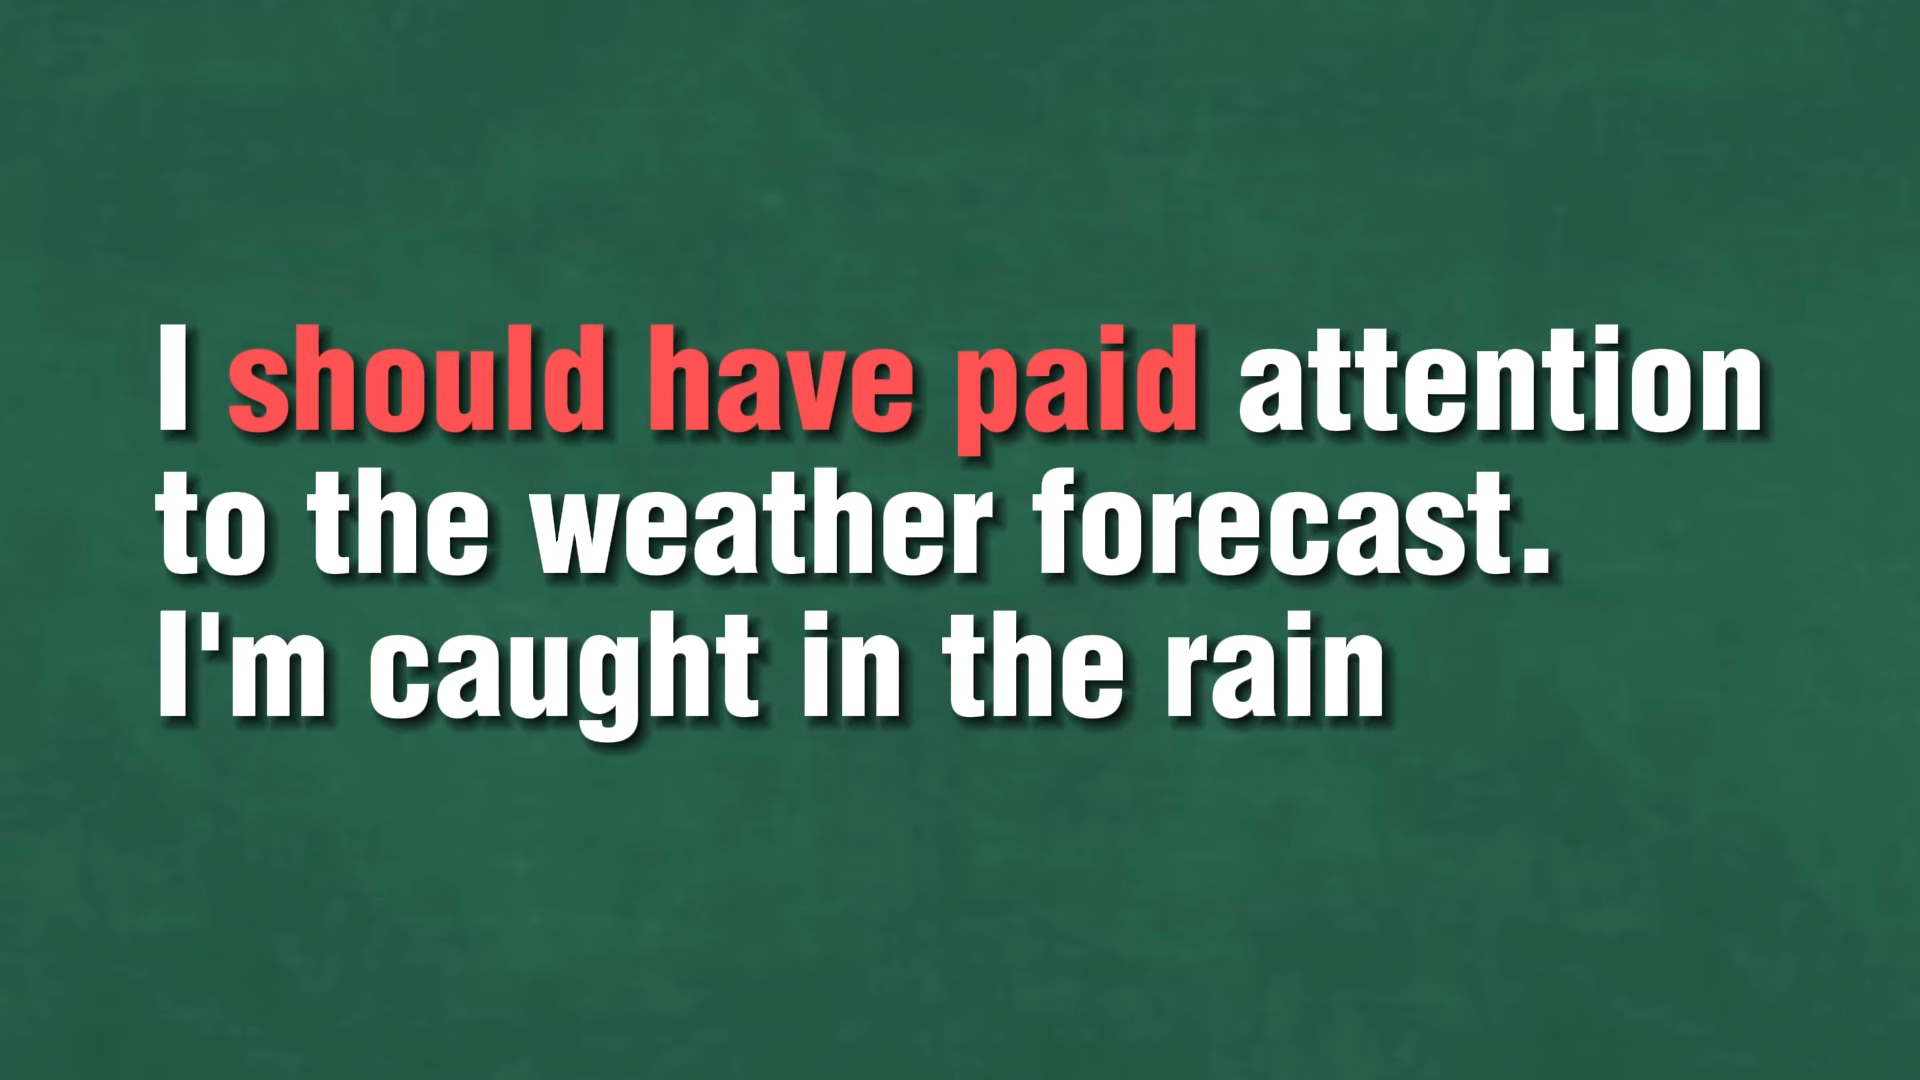 I should have paid attention
to the weather forecast.
I'm caught in the rain